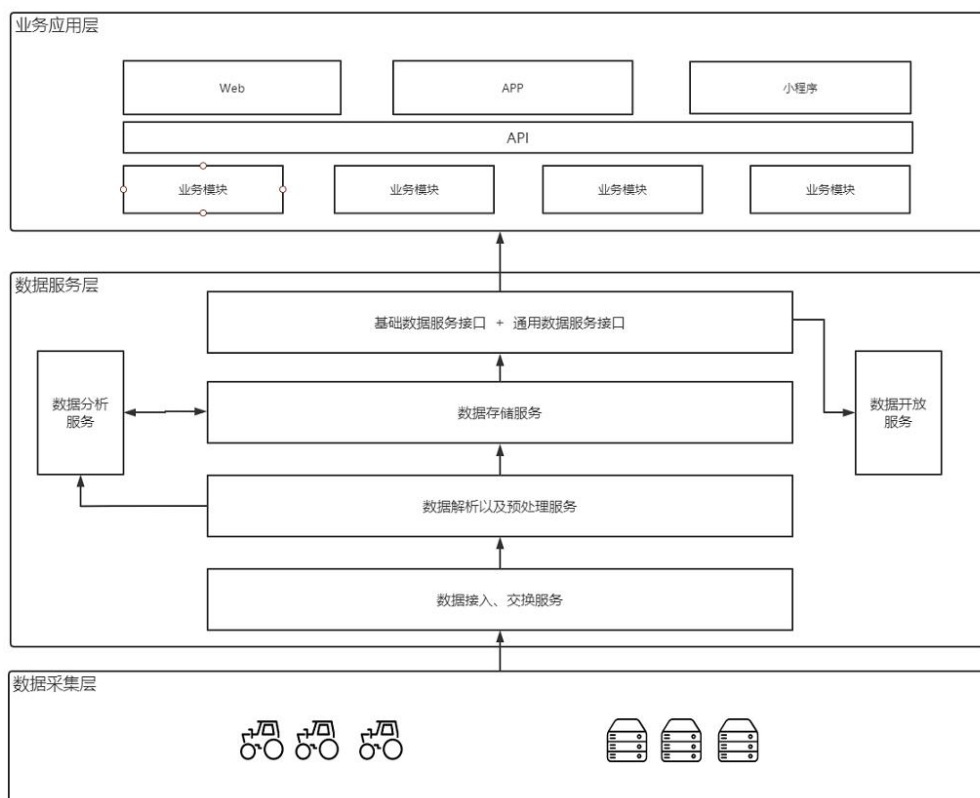 业务应用层
Web
APP
小程序
API
业务模块
业务模块
业务模块
业务模块
数据服务层
基础数据服务接口 + 通用数据服务接口
数据分析
服务
数据存储服务
数据开放
服务
数据解析以及预处理服务
数据接入、交换服务
数据采集层